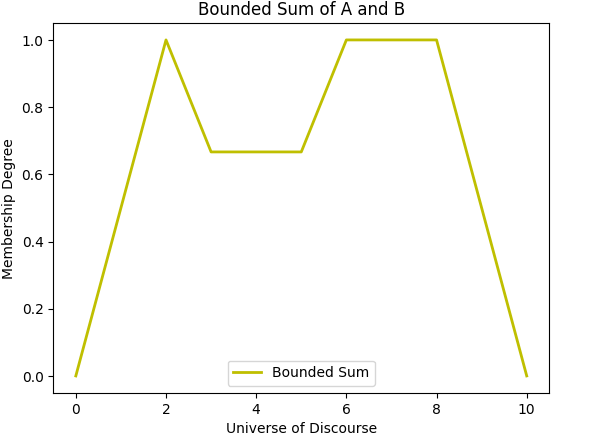 Bounded Sum of A and B
1.0
0.8
0.6
0.4
0.2
0.0
Membership Degree
Bounded Sum
0 2 4 6 8 10
Universe of Discourse